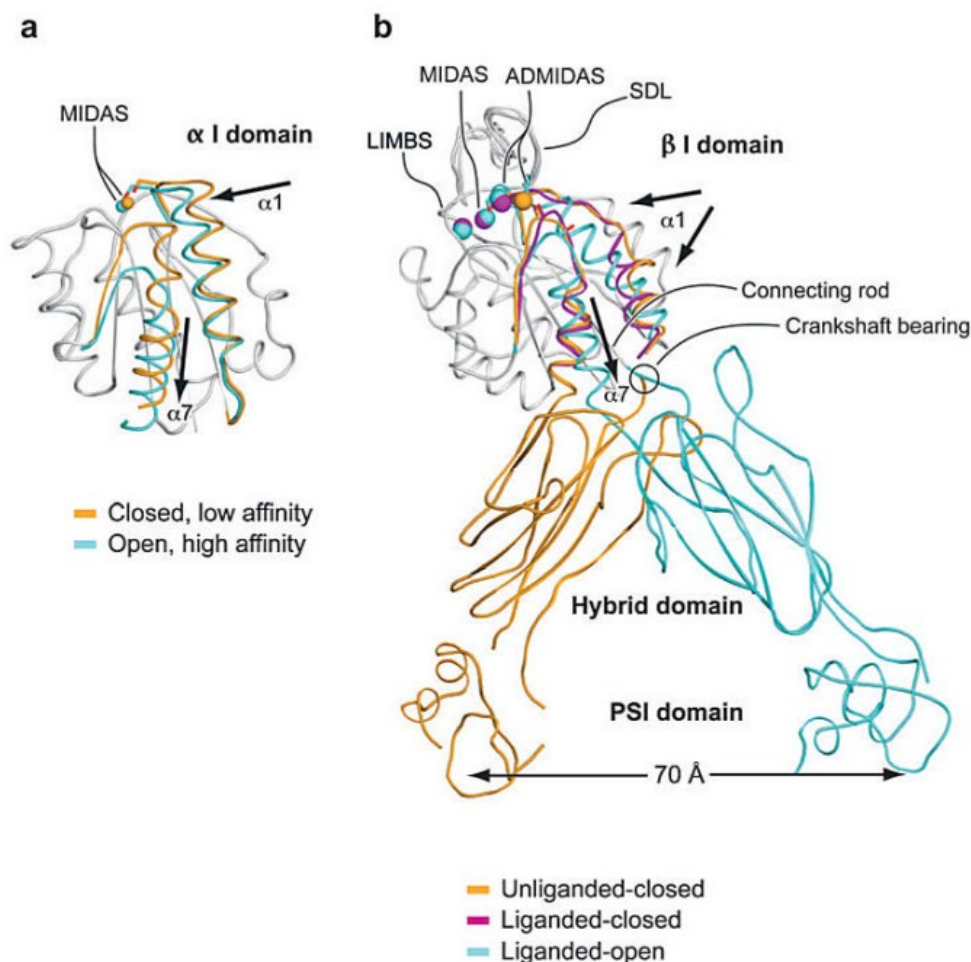 a
MIDAS
α I domain
α1
α7
Closed, low affinity
Open, high affinity
b
MIDAS
ADMIDAS
SDL
LIMBS
β I domain
α1
Connecting rod
Crankshaft bearing
α7
Hybrid domain
PSI domain
70 Å
Unliganded-closed
Liganded-closed
Liganded-open